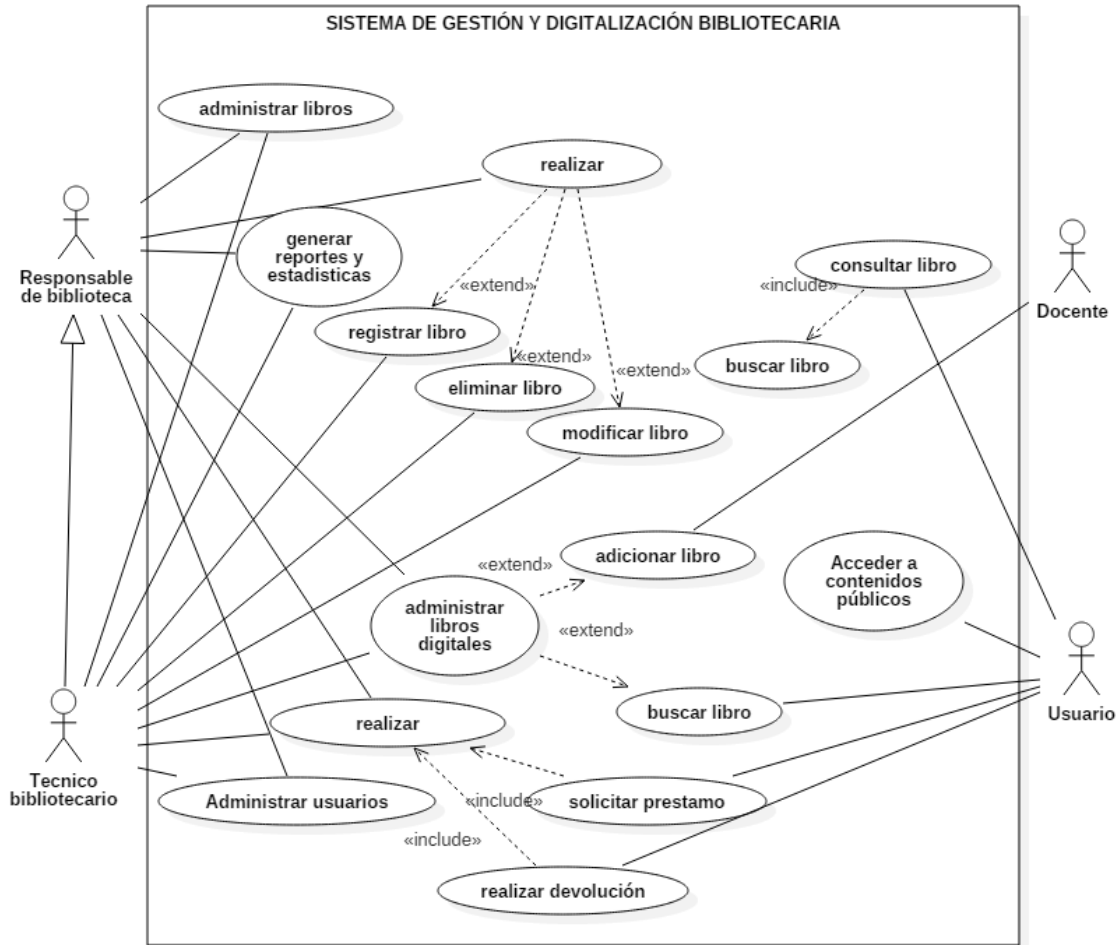 SISTEMA DE GESTIÓN Y DIGITALIZACIÓN BIBLIOTECARIA
administrar libros
realizar
generar
reportes y
estadisticas
consultar libro
Responsable
de biblioteca
«extend»
«include»
Docente
registrar libro
«extend»
buscar libro
«extend»
eliminar libro
modificar libro
adicionar libro
Acceder a
contenidos
públicos
«extend»
administrar
libros
digitales
«extend»
buscar libro
Usuario
realizar
Tecnico
bibliotecario
Administrar usuarios
«include»
solicitar prestamo
«include»
realizar devolución